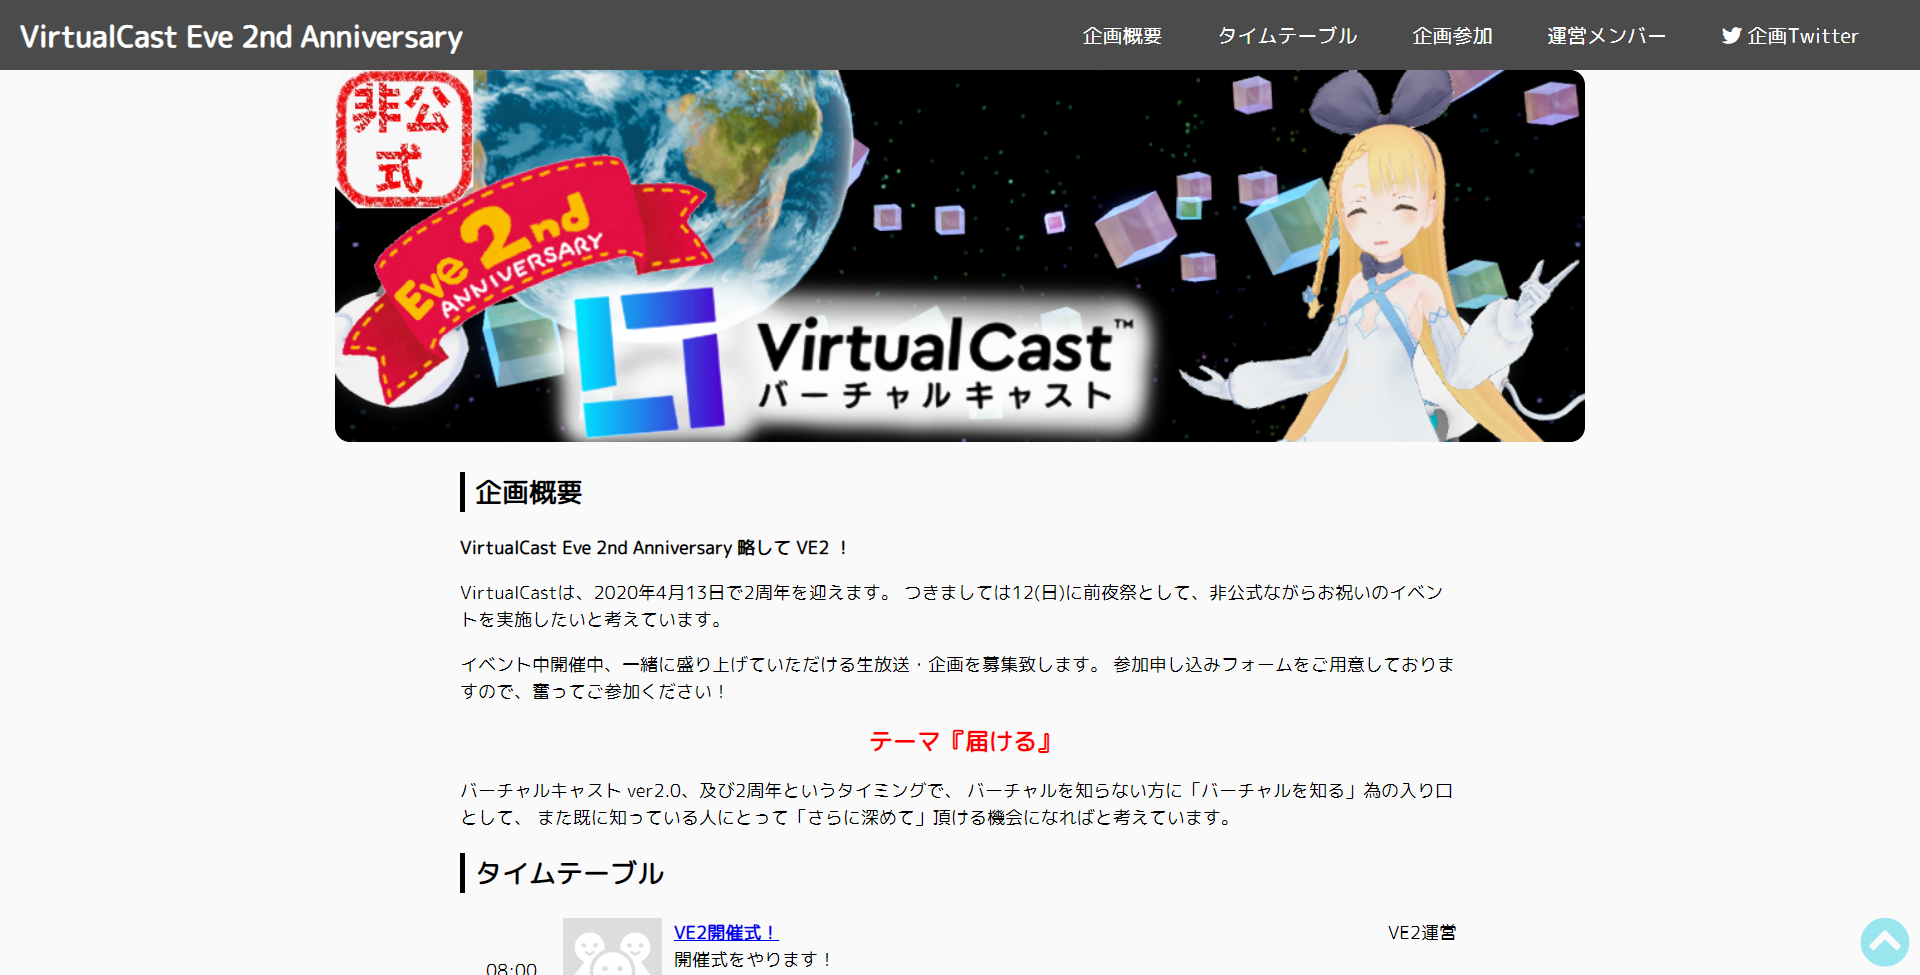 VirtualCast Eve 2nd Anniversary
企画概要
タイムテーブル
企画参加
運営メンバー
企画Twitter
非公
式
Eve 2nd
ANNIVERSARY
VirtualCast™
バーチャルキャスト
企画概要
VirtualCast Eve 2nd Anniversary 略して VE2 ！
VirtualCastは、2020年4月13日で2周年を迎えます。 つきましては12(日)に前夜祭として、非公式ながらお祝いのイベン
トを実施したいと考えています。
イベント中開催中、一緒に盛り上げていただける生放送・企画を募集致します。 参加申し込みフォームをご用意しておりま
すので、奮ってご参加ください！
テーマ『届ける』
バーチャルキャスト ver2.0、及び2周年というタイミングで、 バーチャルを知らない方に「バーチャルを知る」為の入り口
として、 また既に知っている人にとって「さらに深めて」頂ける機会になればと考えています。
タイムテーブル
VE2開催式！
VE2運営
開催式をやります！
08:00